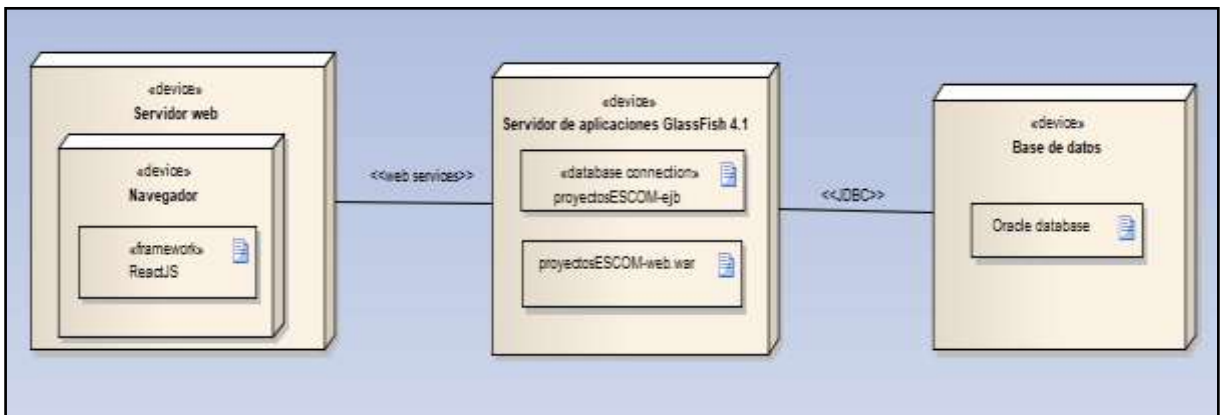 «device»
Servidor web
«device»
Navegador
«framework»
ReactJS
<<web services>>
«device»
Servidor de aplicaciones GlassFish 4.1
«database connection»
proyectosESCOM-ejb
proyectosESCOM-web.war
<<JDBC>>
«device»
Base de datos
Oracle database